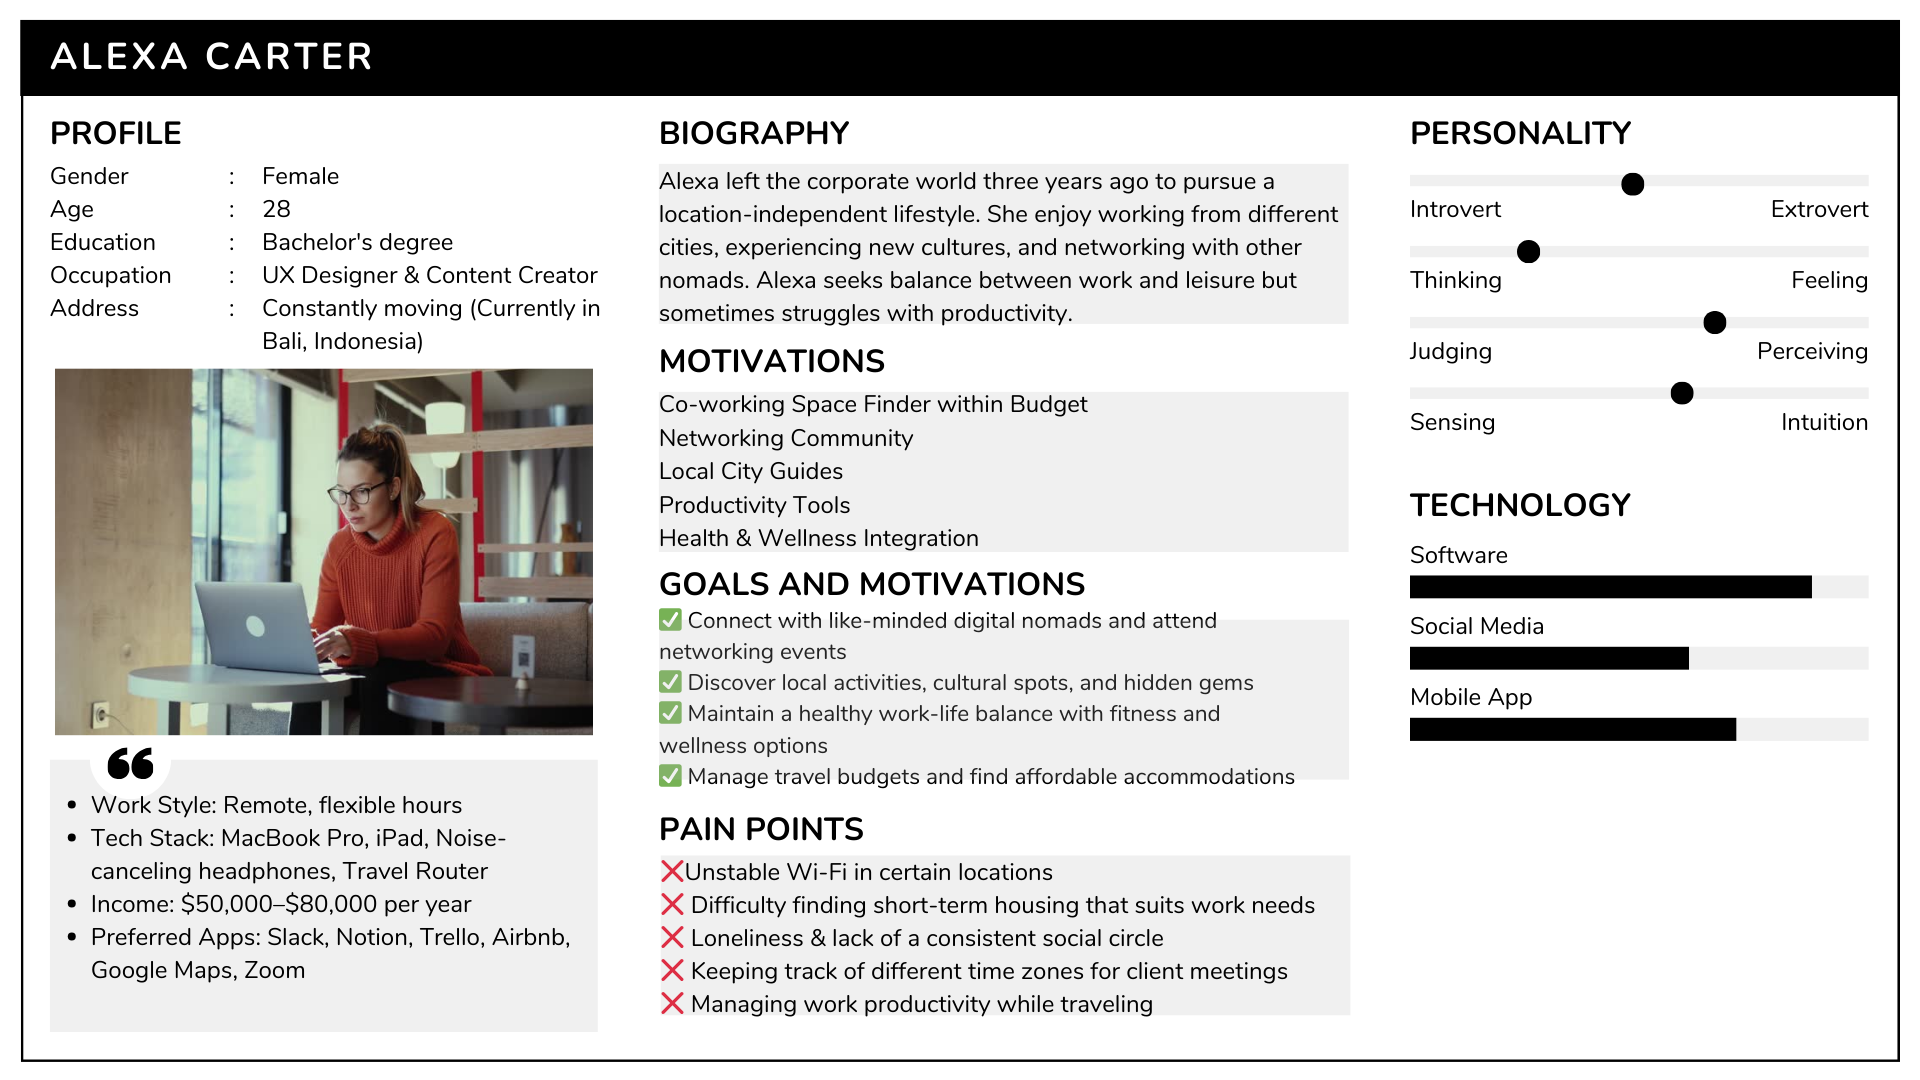 ALEXA CARTER
PROFILE
Gender : Female
Age : 28
Education : Bachelor's degree
Occupation : UX Designer & Content Creator
Address : Constantly moving (Currently in
Bali, Indonesia)
❝
• Work Style: Remote, flexible hours
• Tech Stack: MacBook Pro, iPad, Noise-
canceling headphones, Travel Router
• Income: $50,000–$80,000 per year
• Preferred Apps: Slack, Notion, Trello, Airbnb,
Google Maps, Zoom
BIOGRAPHY
Alexa left the corporate world three years ago to pursue a
location-independent lifestyle. She enjoy working from different
cities, experiencing new cultures, and networking with other
nomads. Alexa seeks balance between work and leisure but
sometimes struggles with productivity.
MOTIVATIONS
Co-working Space Finder within Budget
Networking Community
Local City Guides
Productivity Tools
Health & Wellness Integration
GOALS AND MOTIVATIONS
✅ Connect with like-minded digital nomads and attend
networking events
✅ Discover local activities, cultural spots, and hidden gems
✅ Maintain a healthy work-life balance with fitness and
wellness options
✅ Manage travel budgets and find affordable accommodations
PAIN POINTS
❌Unstable Wi-Fi in certain locations
❌ Difficulty finding short-term housing that suits work needs
❌ Loneliness & lack of a consistent social circle
❌ Keeping track of different time zones for client meetings
❌ Managing work productivity while traveling
PERSONALITY
Introvert Extrovert
Thinking Feeling
Judging Perceiving
Sensing Intuition
TECHNOLOGY
Software
Social Media
Mobile App